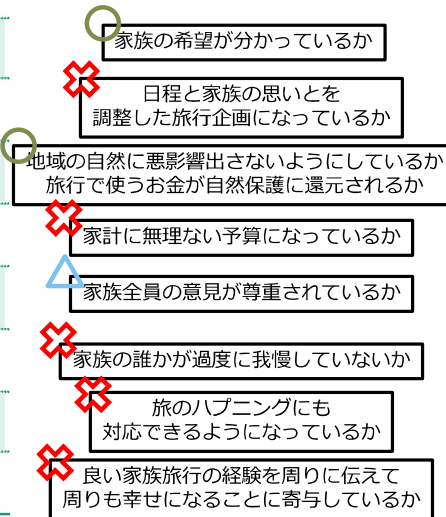 家族の希望が分かっているか
日程と家族の思いとを
調整した旅行企画になっているか
地域の自然に悪影響出さないようにしているか
旅行で使うお金が自然保護に還元されるか
家計に無理ない予算になっているか
家族全員の意見が尊重されているか
家族の誰かが過度に我慢していないか
旅のハプニングにも
対応できるようになっているか
良い家族旅行の経験を周りに伝えて
周りも幸せになることに寄与しているか